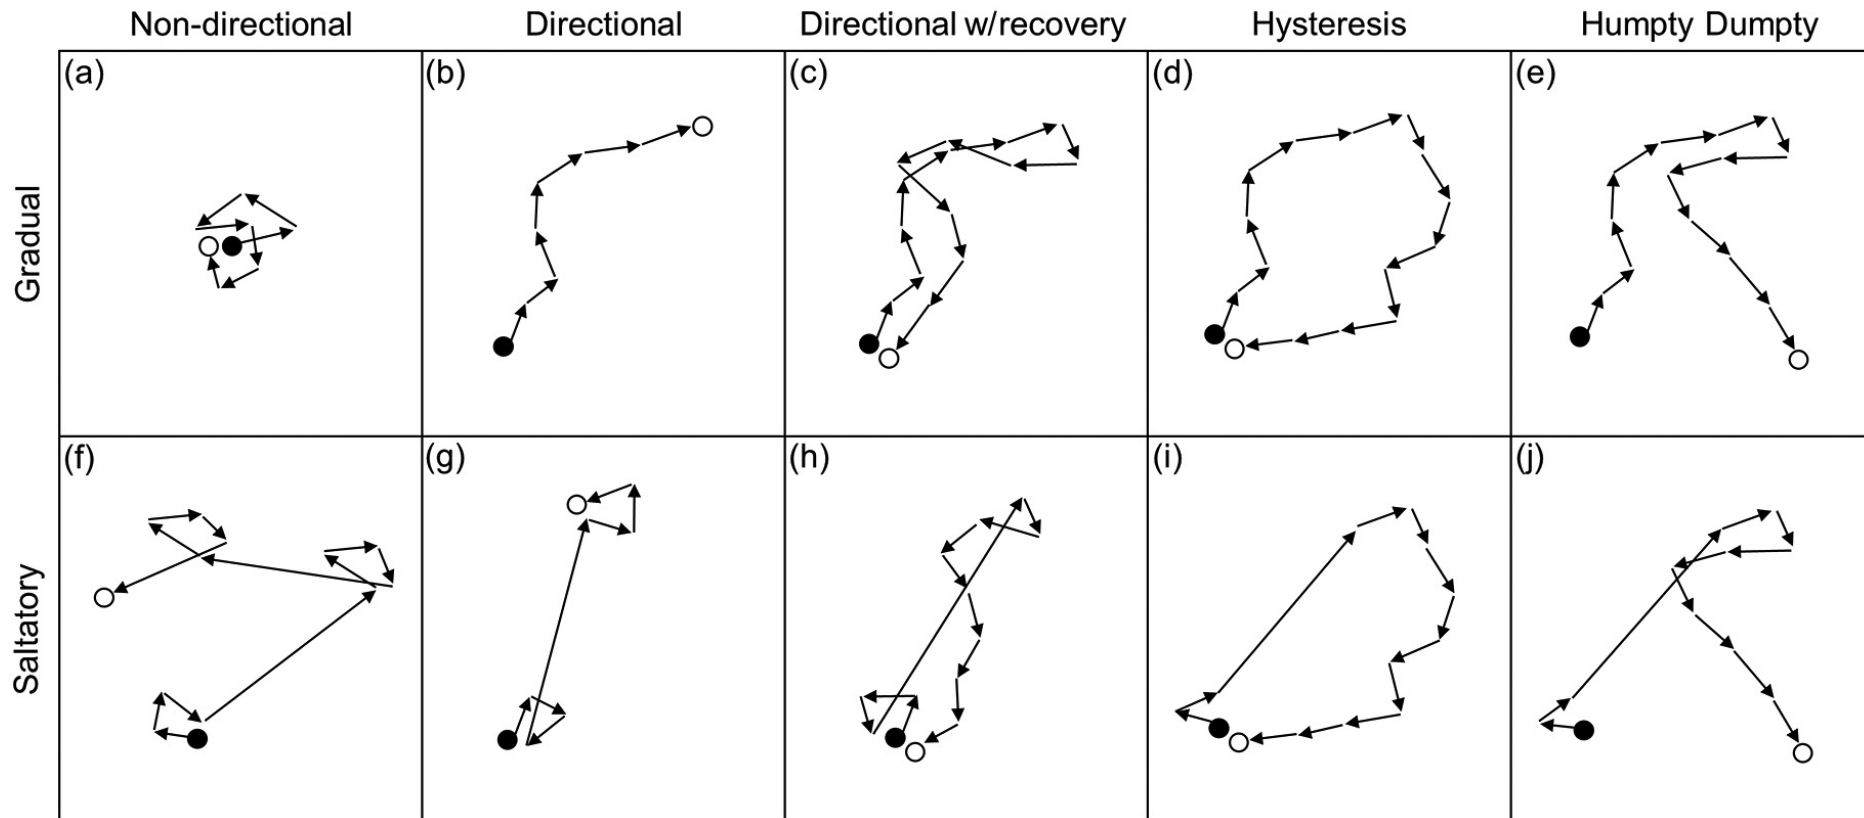 Non-directional
Directional
Directional w/recovery
Hysteresis
Humpty Dumpty
Gradual
(a)
(b)
(c)
(d)
(e)
Saltatory
(f)
(g)
(h)
(i)
(j)